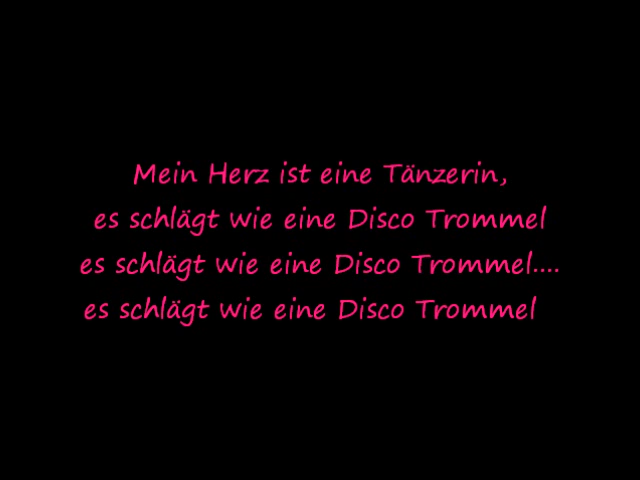 Mein Herz ist eine Tänzerin,
es schlägt wie eine Disco Trommel
es schlägt wie eine Disco Trommel....
es schlägt wie eine Disco Trommel